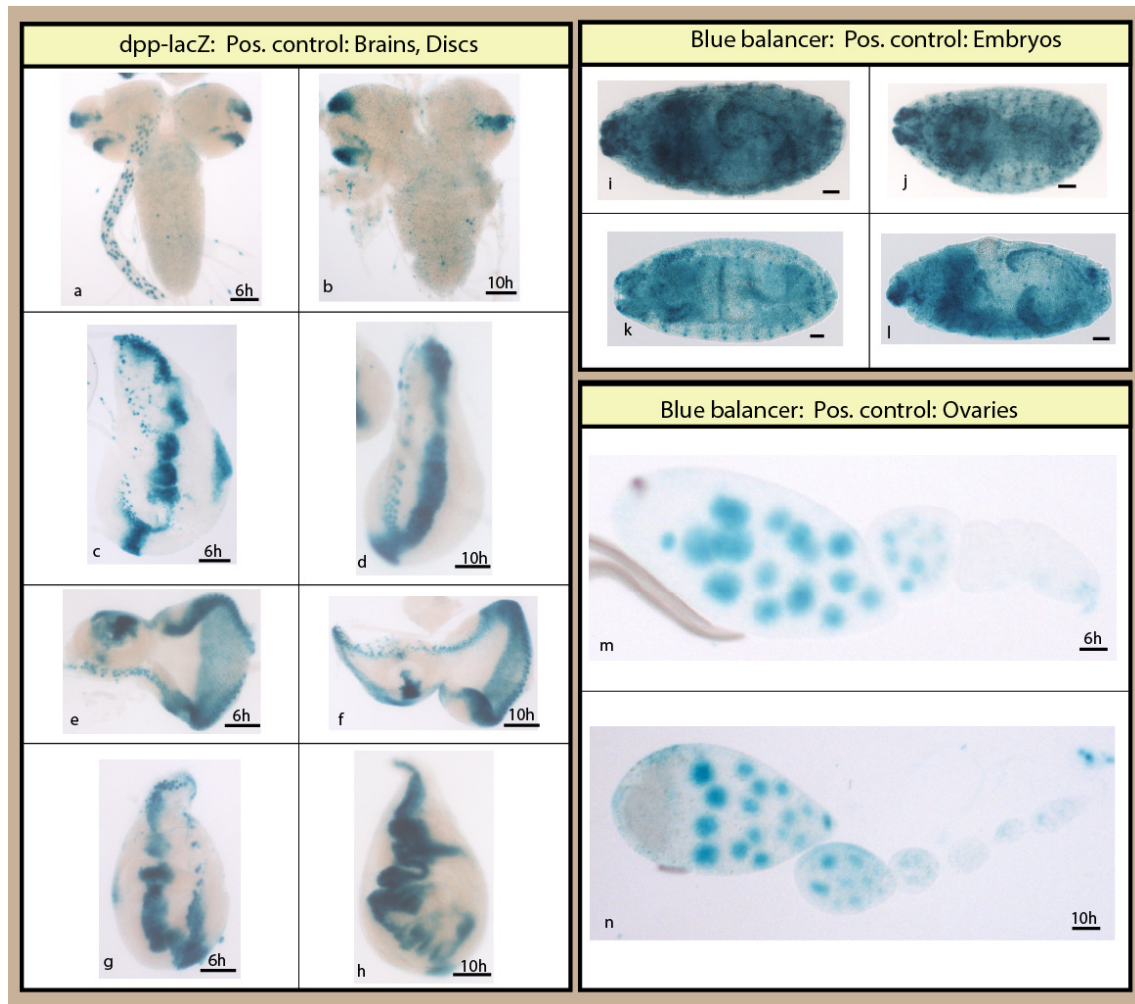 dpp-lacZ: Pos. control: Brains, Discs
a
6h
b
10h
c
6h
d
10h
e
6h
f
10h
g
6h
h
10h
Blue balancer: Pos. control: Embryos
i
j
k
l
Blue balancer: Pos. control: Ovaries
m
6h
n
10h